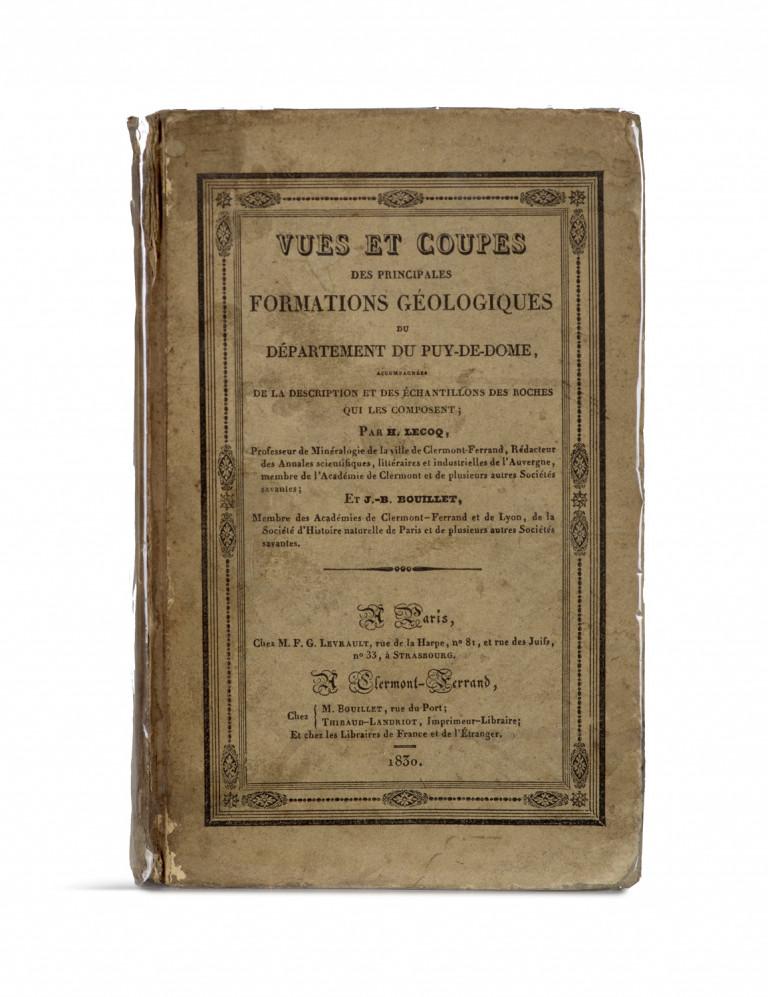 VUES ET COUPES
DES PRINCIPALES
FORMATIONS GÉOLOGIQUES
DU
DÉPARTEMENT DU PUY-DE-DOME,
ACCOMPAGNÉES
DE LA DESCRIPTION ET DES ÉCHANTILLONS DES ROCHES
QUI LES COMPOSENT;
PAR H. LECOQ,
Professeur de Minéralogie de la ville de Clermont-Ferrand, Rédacteur
des Annales scientifiques, littéraires et industrielles de l'Auvergne,
membre de l'Académie de Clermont et de plusieurs autres Sociétés
savantes;
ET J.-B. BOUILLET,
Membre des Académies de Clermont-Ferrand et de Lyon, de la
Société d'Histoire naturelle de Paris et de plusieurs autres Sociétés
savantes.
A Paris,
Chez M. F. G. LEVRAULT, rue de la Harpe, nº 81, et rue des Juifs,
nº 33, à STRASBOURG.
A Clermont-Ferrand,
Chez { M. BOUILLET, rue du Port;
THIBAUD-LANDRIOT, Imprimeur-Libraire;
Et chez les Libraires de France et de l'Étranger.
1830.